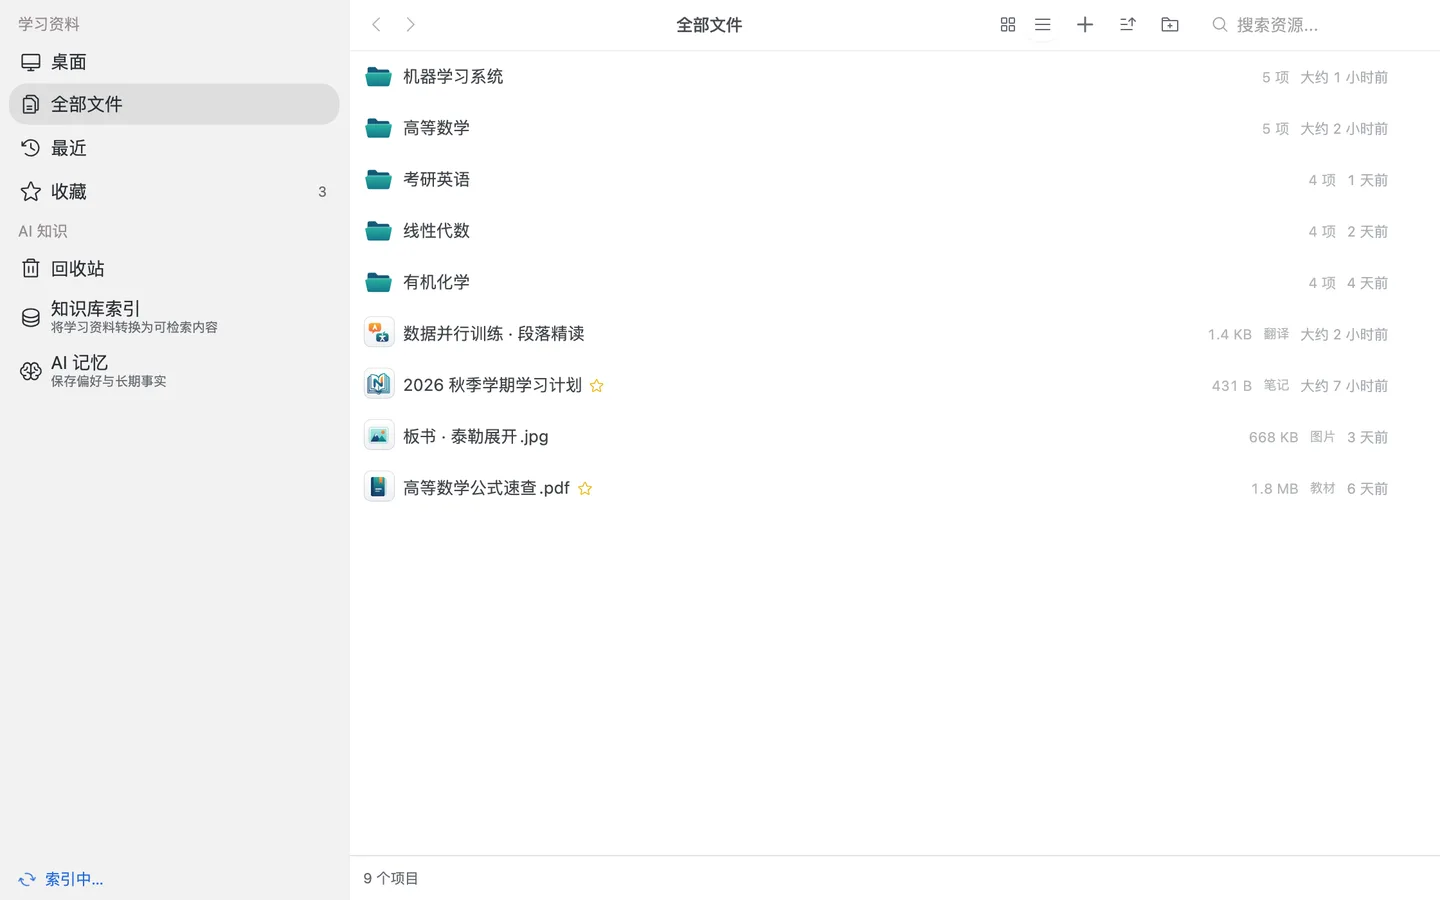 学习资料
桌面
全部文件
最近
收藏 3
AI 知识
回收站
知识库索引
将学习资料转换为可检索内容
AI 记忆
保存偏好与长期事实
索引中...
全部文件
搜索资源...
机器学习系统 5 项 大约 1 小时前
高等数学 5 项 大约 2 小时前
考研英语 4 项 1 天前
线性代数 4 项 2 天前
有机化学 4 项 4 天前
数据并行训练 · 段落精读 1.4 KB 翻译 大约 2 小时前
2026 秋季学期学习计划 431 B 笔记 大约 7 小时前
板书 · 泰勒展开.jpg 668 KB 图片 3 天前
高等数学公式速查.pdf 1.8 MB 教材 6 天前
9 个项目